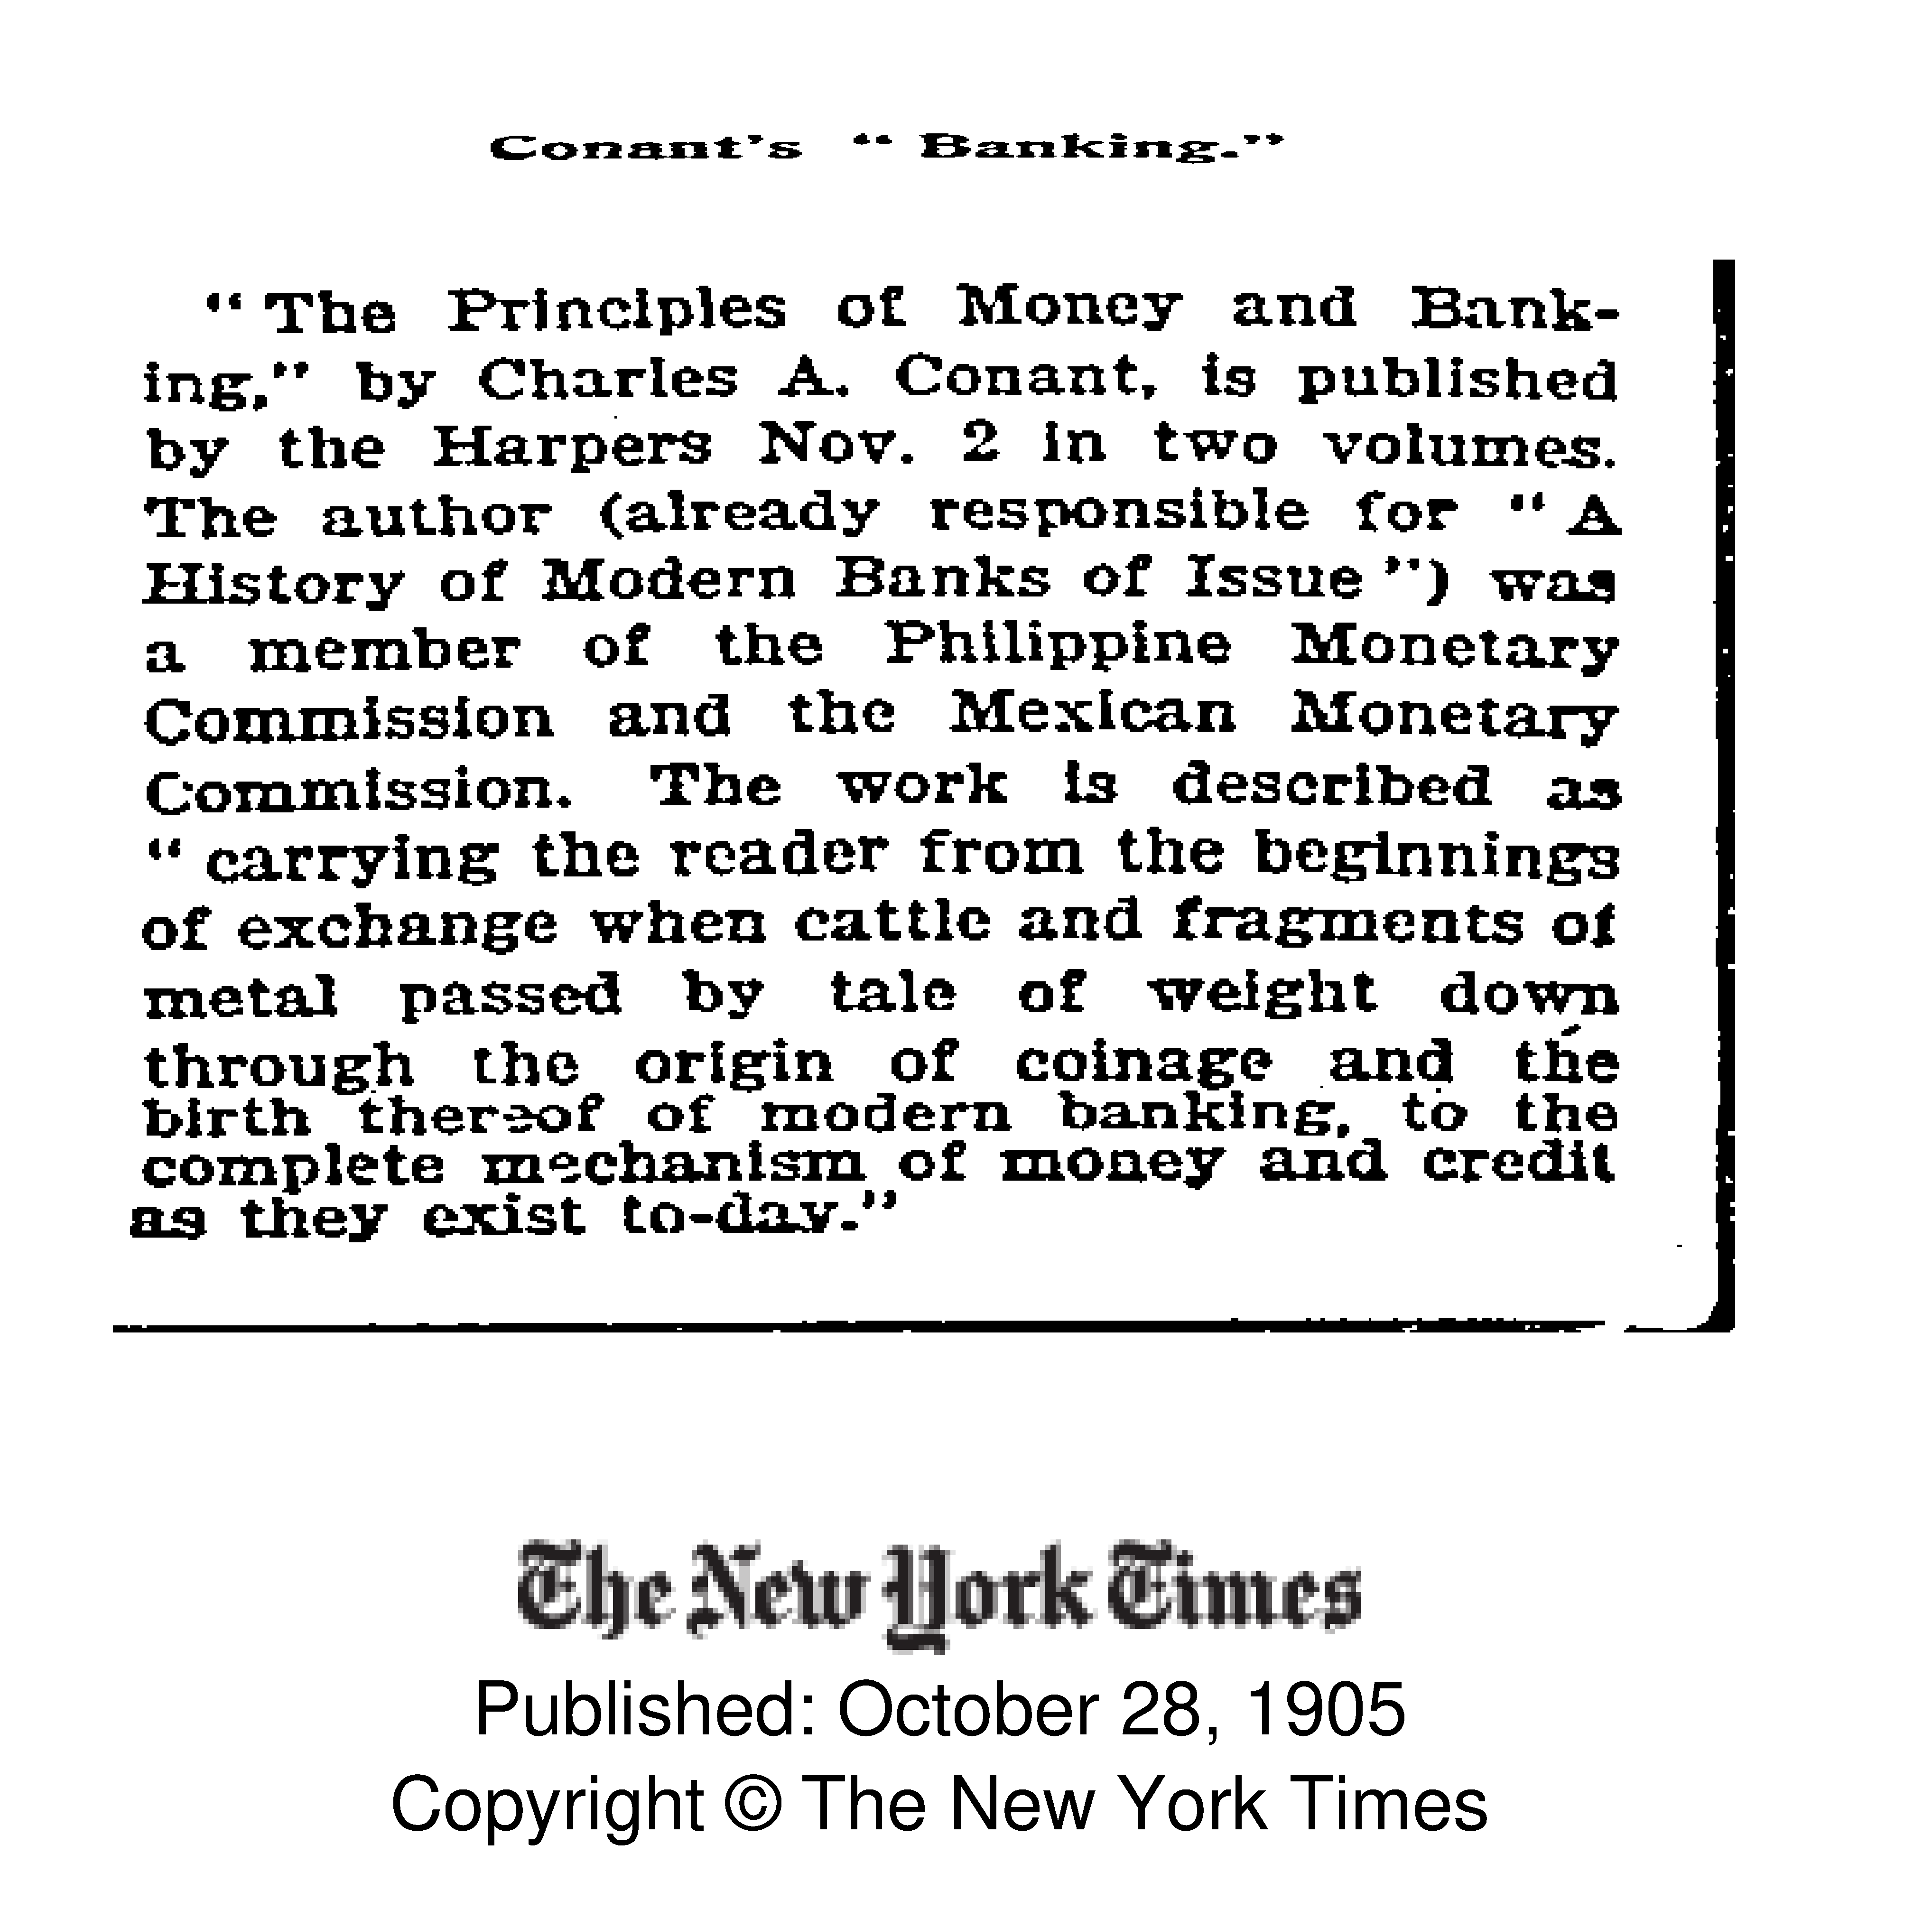 Conant's " Banking."
" The Principles of Money and Bank-
ing," by Charles A. Conant, is published
by the Harpers Nov. 2 in two volumes.
The author (already responsible for " A
History of Modern Banks of Issue ") was
a member of the Philippine Monetary
Commission and the Mexican Monetary
Commission. The work is described as
" carrying the reader from the beginnings
of exchange when cattle and fragments of
metal passed by tale of weight down
through the origin of coinage and the
birth thereof of modern banking, to the
complete mechanism of money and credit
as they exist to-day."
The New York Times
Published: October 28, 1905
Copyright © The New York Times